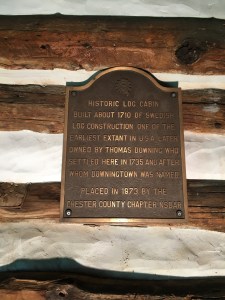 HISTORIC LOG CABIN
BUILT ABOUT 1710 OF SWEDISH
LOG CONSTRUCTION ONE OF THE
EARLIEST EXTANT IN U.S.A. LATER
OWNED BY THOMAS DOWNING WHO
SETTLED HERE IN 1735 AND AFTER
WHOM DOWNINGTOWN WAS NAMED
PLACED IN 1973 BY THE
CHESTER COUNTY CHAPTER NSDAR